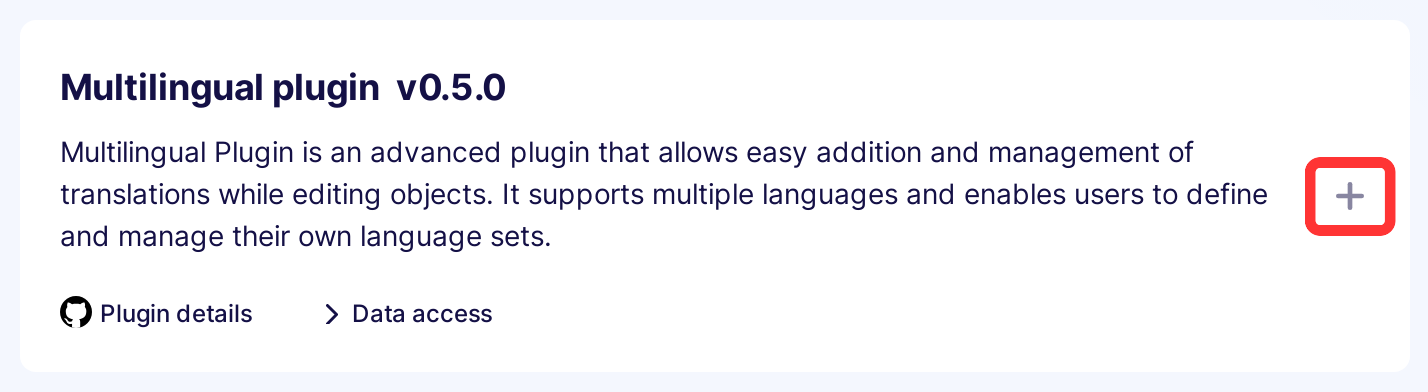 Multilingual plugin v0.5.0
Multilingual Plugin is an advanced plugin that allows easy addition and management of
translations while editing objects. It supports multiple languages and enables users to define
and manage their own language sets.
Plugin details
Data access